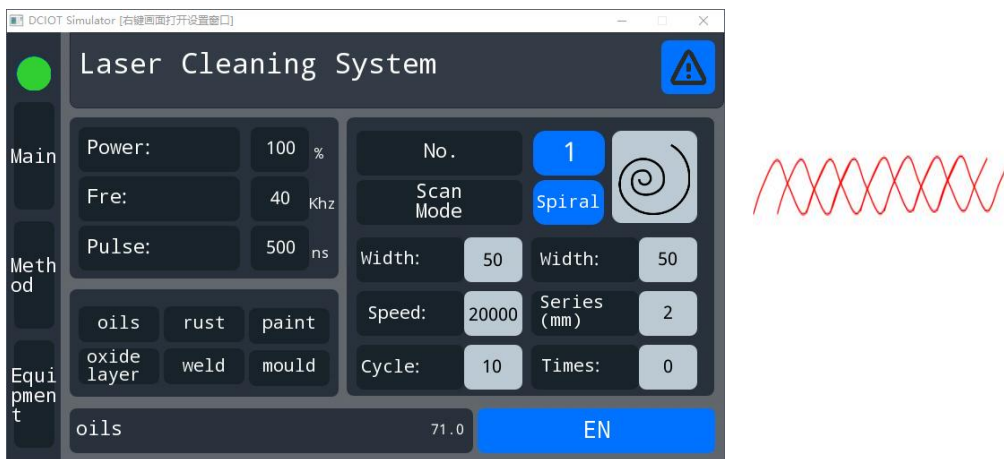 DCIOT Simulator [右键画面打开设置窗口]
Laser Cleaning System
Main
Meth
od
Equi
pmen
t
Power: 100 %
Fre: 40 Khz
Pulse: 500 ns
oils rust paint
oxide
layer
weld mould
No. 1
Scan
Mode
Spiral
Width: 50 Width: 50
Speed: 20000 Series
(mm) 2
Cycle: 10 Times: 0
oils 71.0 EN